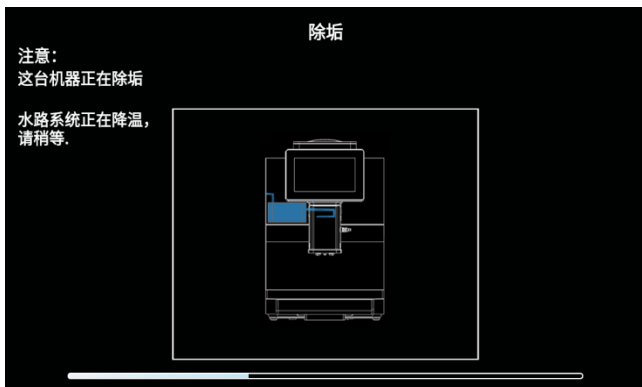 除垢
注意：
这台机器正在除垢
水路系统正在降温，
请稍等.